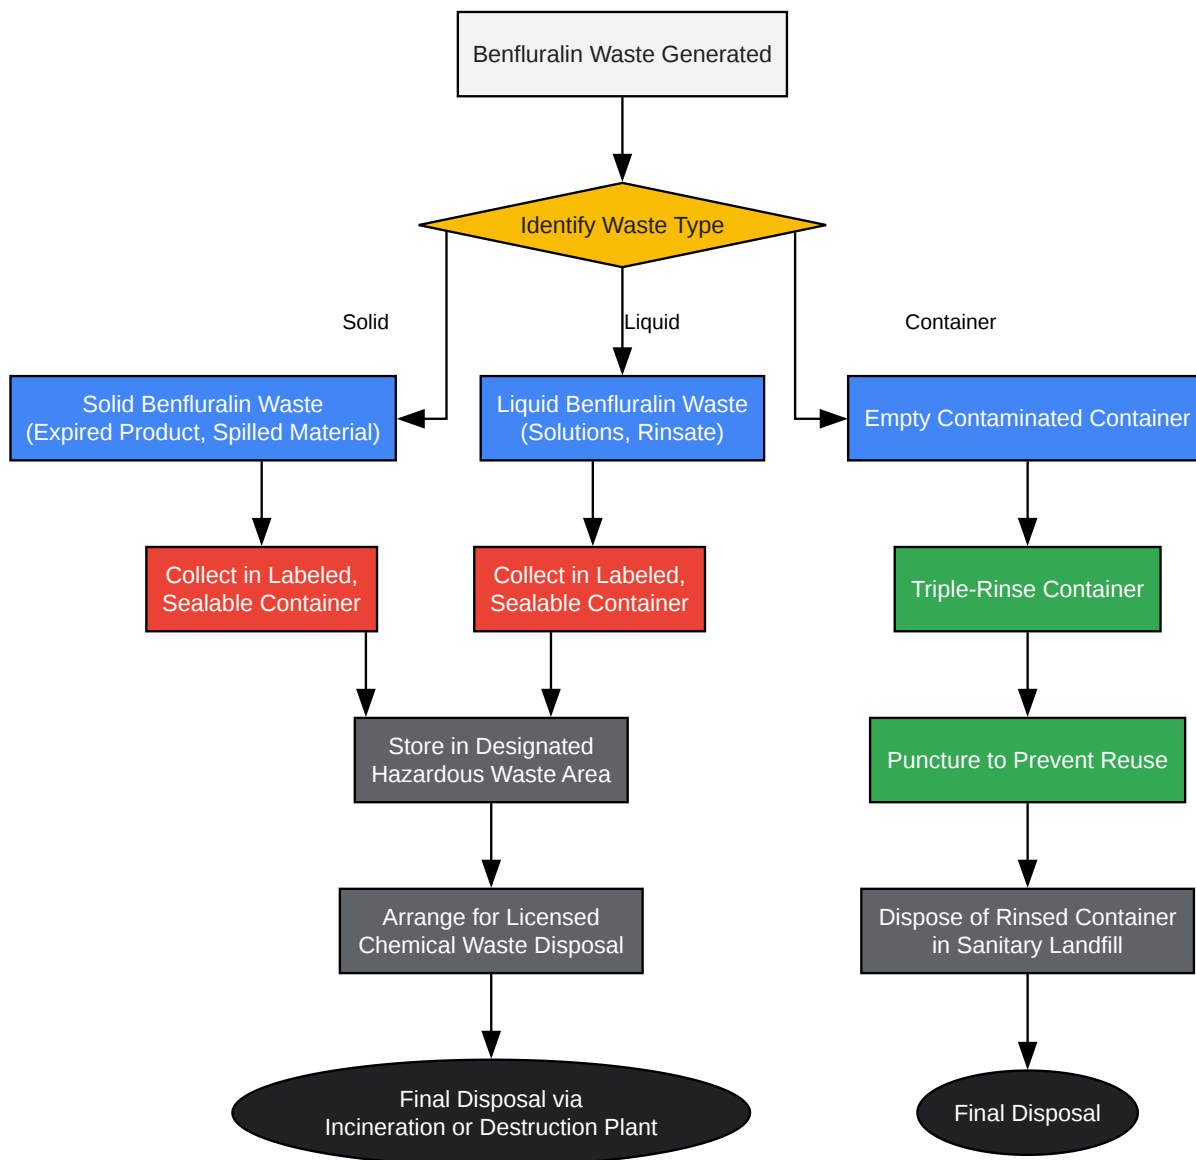 Benfluralin Waste Generated
Identify Waste Type
Solid
Liquid
Container
Solid Benfluralin Waste
(Expired Product, Spilled Material)
Liquid Benfluralin Waste
(Solutions, Rinsate)
Empty Contaminated Container
Collect in Labeled,
Sealable Container
Collect in Labeled,
Sealable Container
Triple-Rinse Container
Store in Designated
Hazardous Waste Area
Puncture to Prevent Reuse
Arrange for Licensed
Chemical Waste Disposal
Dispose of Rinsed Container
in Sanitary Landfill
Final Disposal via
Incineration or Destruction Plant
Final Disposal